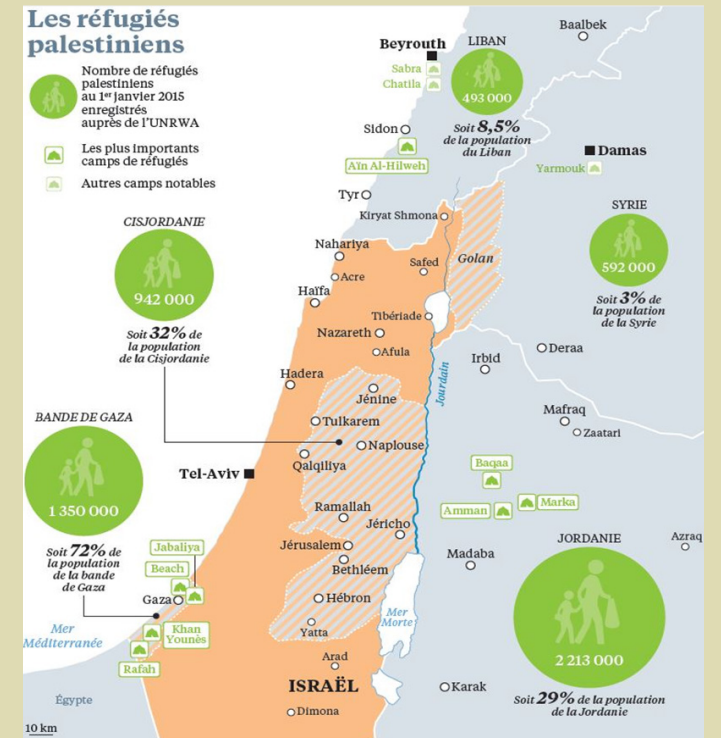 Les réfugiés
palestiniens
Nombre de réfugiés
palestiniens
au 1er janvier 2015
enregistrés
auprès de l'UNRWA
Les plus importants
camps de réfugiés
Autres camps notables
Baalbek
Beyrouth
LIBAN
Sabra
Chatila
493 000
Soit 8,5%
de la population
du Liban
Sidon
Aïn Al-Hilweh
Damas
Yarmouk
Tyr
Kiryat Shmona
SYRIE
592 000
Soit 3% de
la population
de la Syrie
CISJORDANIE
942 000
Soit 32% de
la population
de la Cisjordanie
Nahariya
Acre
Safed
Golan
Haïfa
Tibériade
Nazareth
Afula
Deraa
Irbid
Jourdain
Hadera
Jénine
Mafraq
Zaatari
Tulkarem
Naplouse
Qalqiliya
BANDE DE GAZA
1 350 000
Soit 72% de
la population
de la bande
de Gaza
Tel-Aviv
Baqaa
Amman
Marka
Ramallah
Jéricho
Jérusalem
Bethléem
Madaba
JORDANIE
Azraq
2 213 000
Soit 29% de la population
de la Jordanie
Jabaliya
Beach
Gaza
Hébron
Yatta
Mer
Morte
Khan
Younès
Rafah
Mer
Méditerranée
Arad
ISRAËL
Karak
Dimona
Égypte
10 km